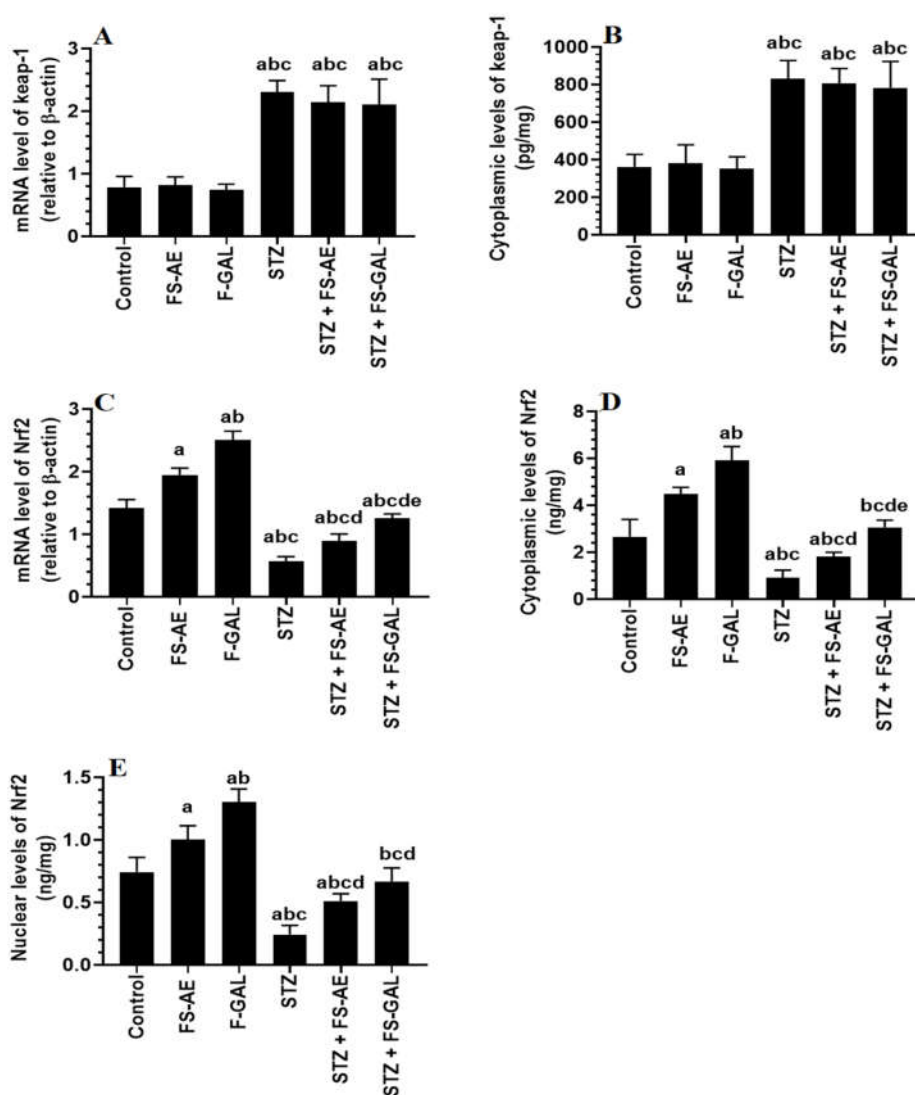 A
mRNA level of keap-1
(relative to β-actin)
3
2
1
0
abc abc abc
Control
FS-AE
F-GAL
STZ
STZ + FS-AE
STZ + FS-GAL
B
Cytoplasmic levels of keap-1
(pg/mg)
1000
800
600
400
200
0
abc abc abc
Control
FS-AE
F-GAL
STZ
STZ + FS-AE
STZ + FS-GAL
C
mRNA level of Nrf2
(relative to β-actin)
3
2
1
0
a ab abc abcd abcde
Control
FS-AE
F-GAL
STZ
STZ + FS-AE
STZ + FS-GAL
D
Cytoplasmic levels of Nrf2
(ng/mg)
8
6
4
2
0
a ab abc abcd bcde
Control
FS-AE
F-GAL
STZ
STZ + FS-AE
STZ + FS-GAL
E
Nuclear levels of Nrf2
(ng/mg)
1.5
1.0
0.5
0.0
a ab abc abcd bcd
Control
FS-AE
F-GAL
STZ
STZ + FS-AE
STZ + FS-GAL